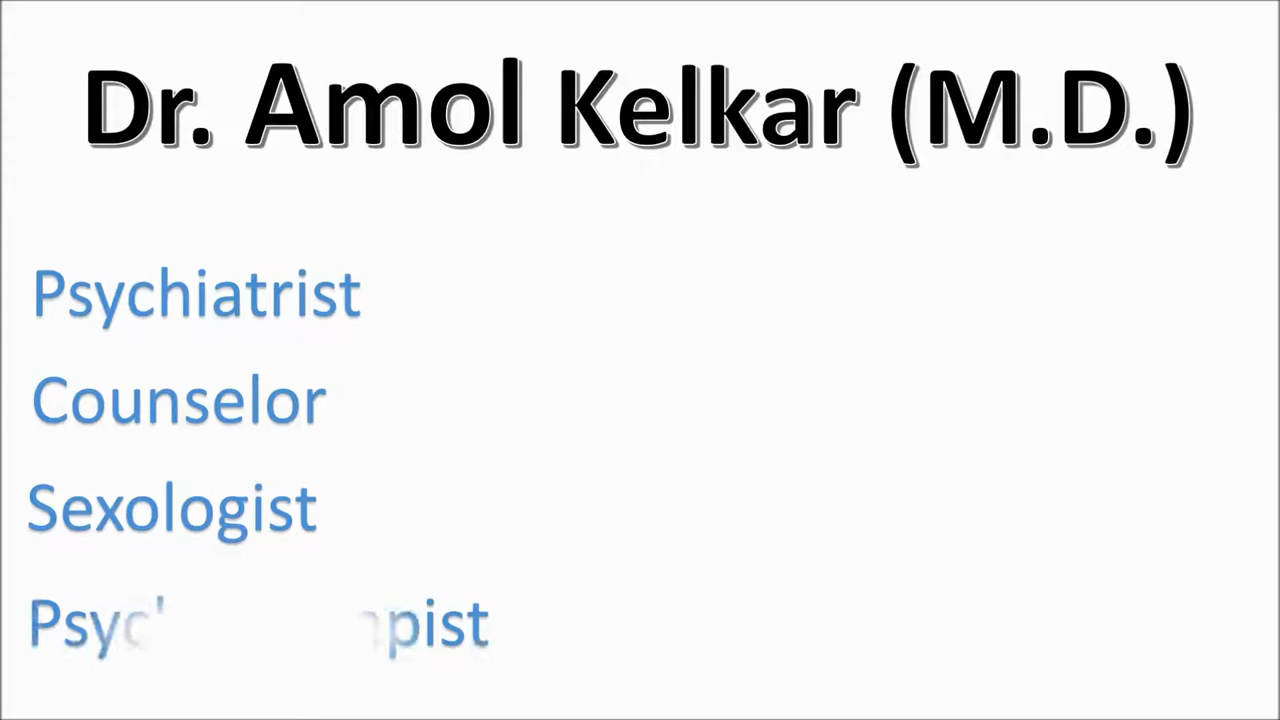 Dr. Amol Kelkar (M.D.)
Psychiatrist
Counselor
Sexologist